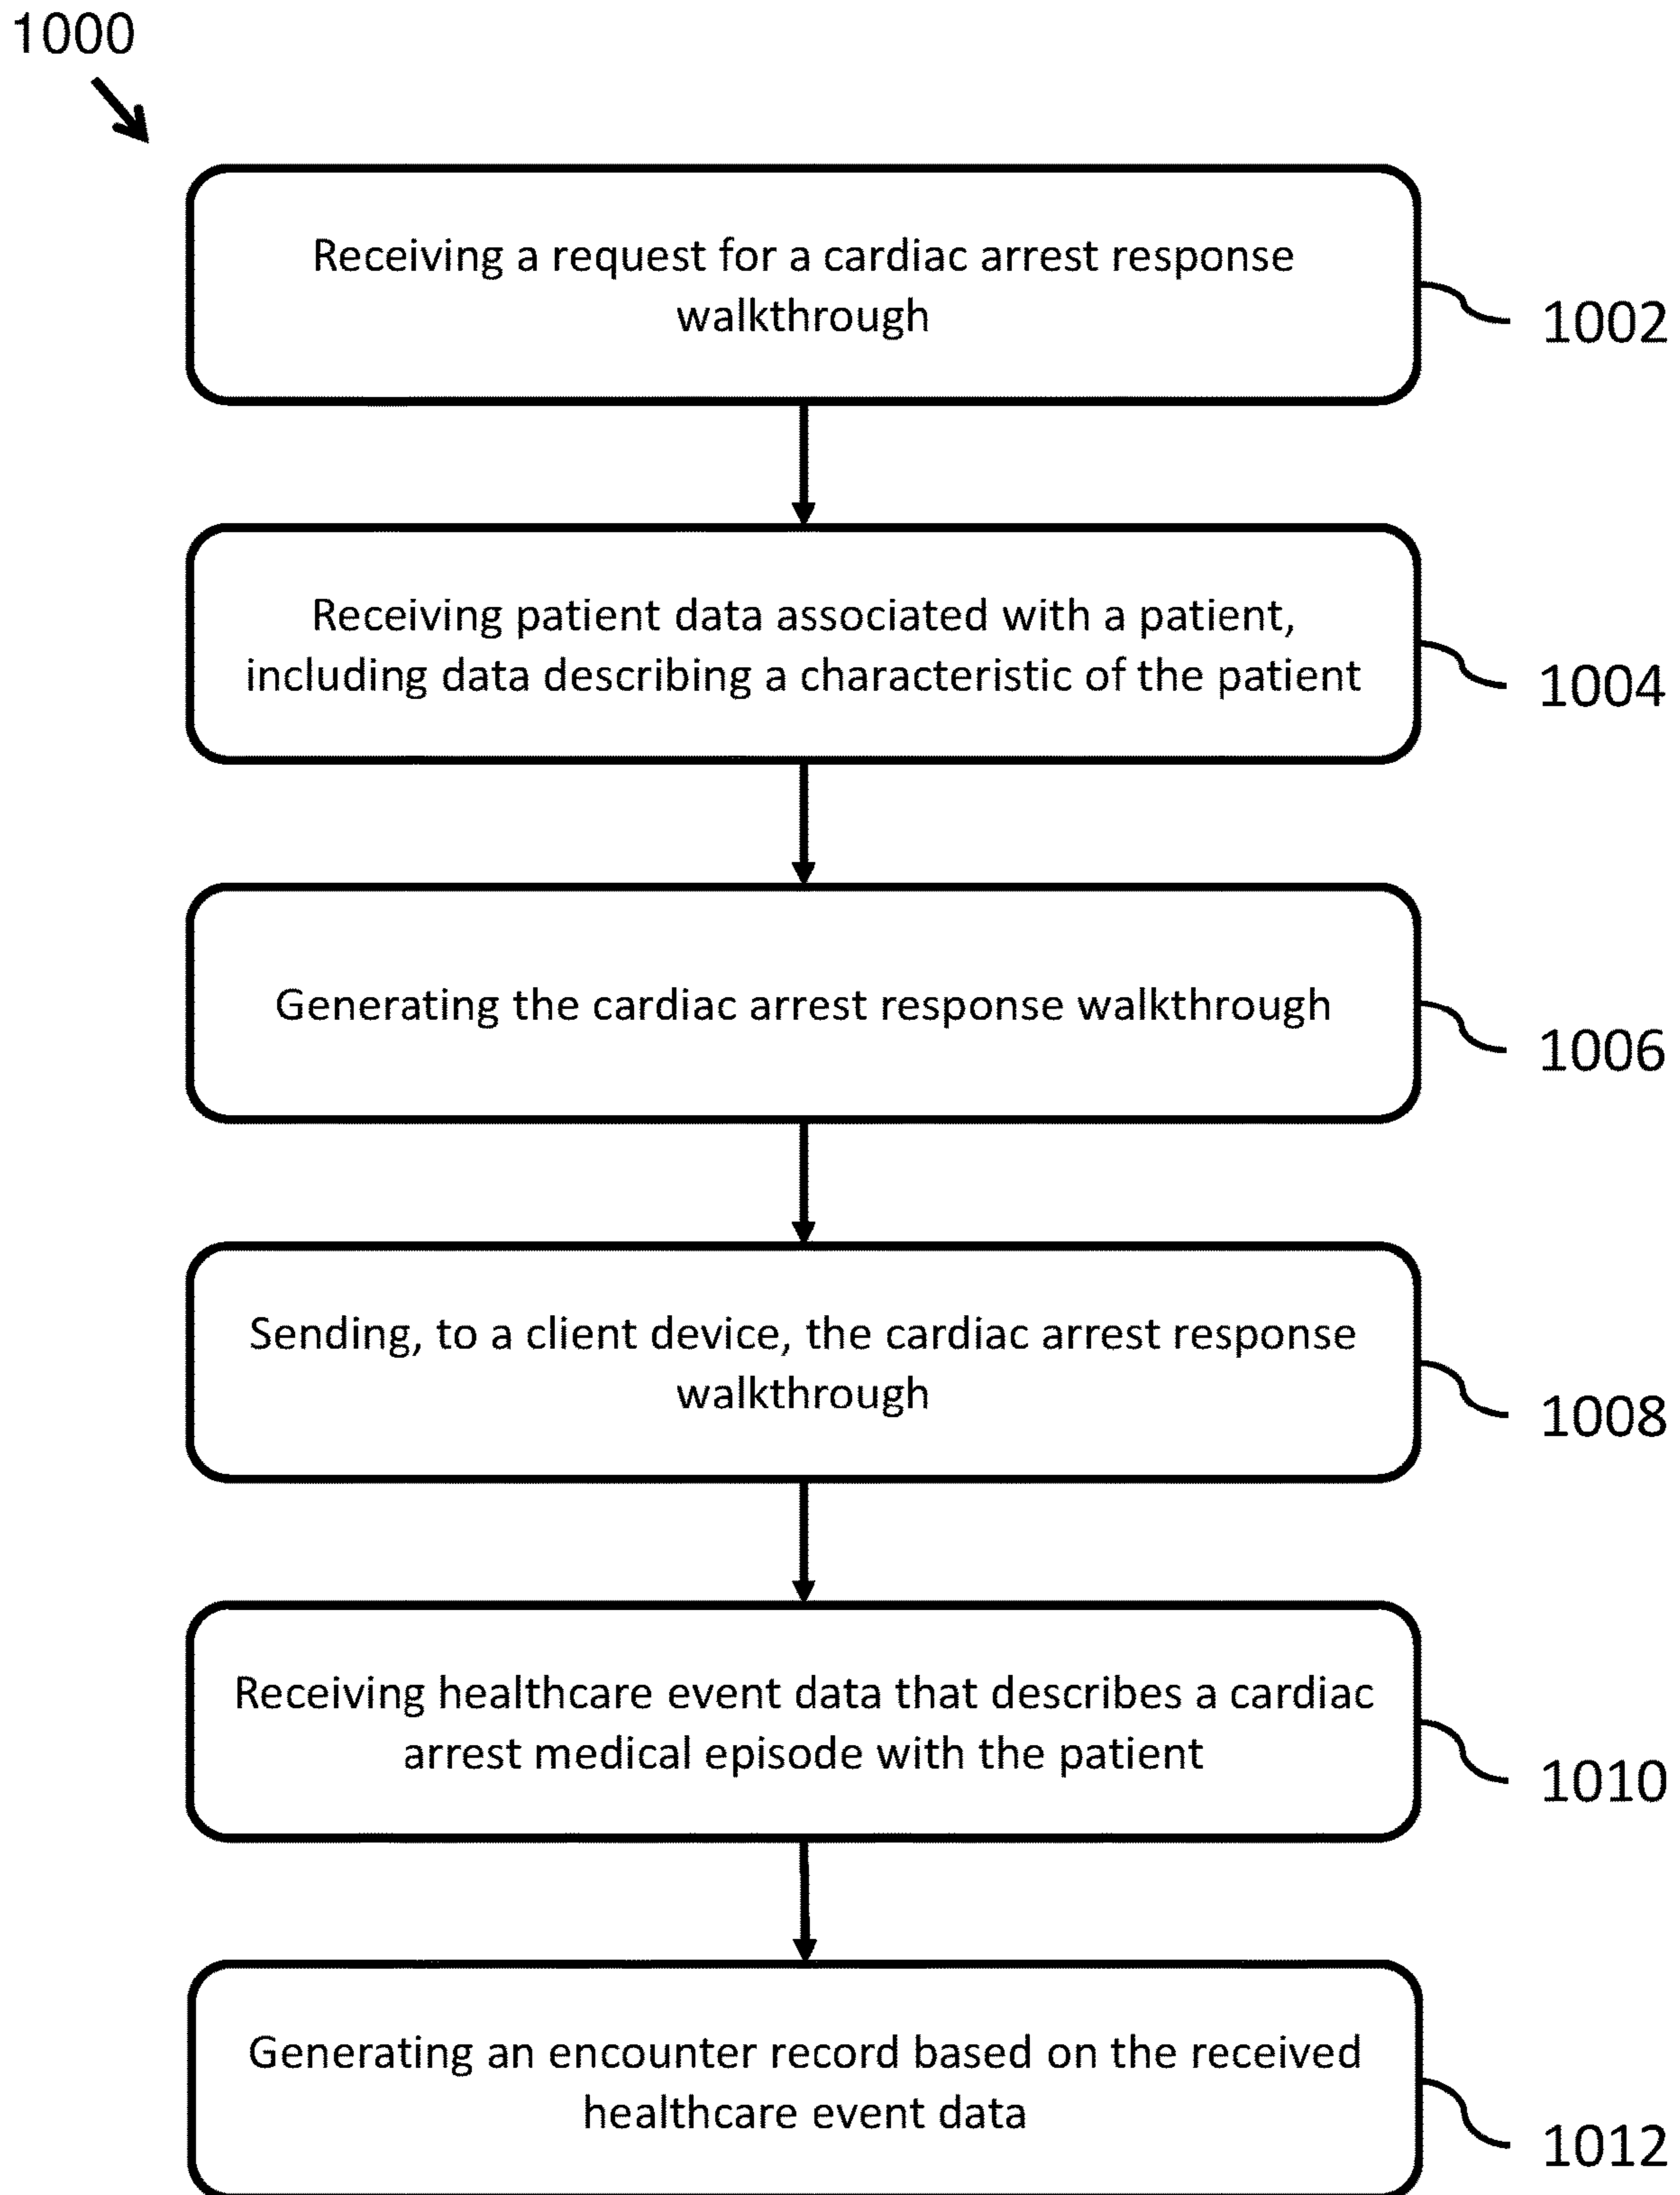 1000
Receiving a request for a cardiac arrest response
walkthrough
1002
Receiving patient data associated with a patient,
including data describing a characteristic of the patient
1004
Generating the cardiac arrest response walkthrough
1006
Sending, to a client device, the cardiac arrest response
walkthrough
1008
Receiving healthcare event data that describes a cardiac
arrest medical episode with the patient
1010
Generating an encounter record based on the received
healthcare event data
1012